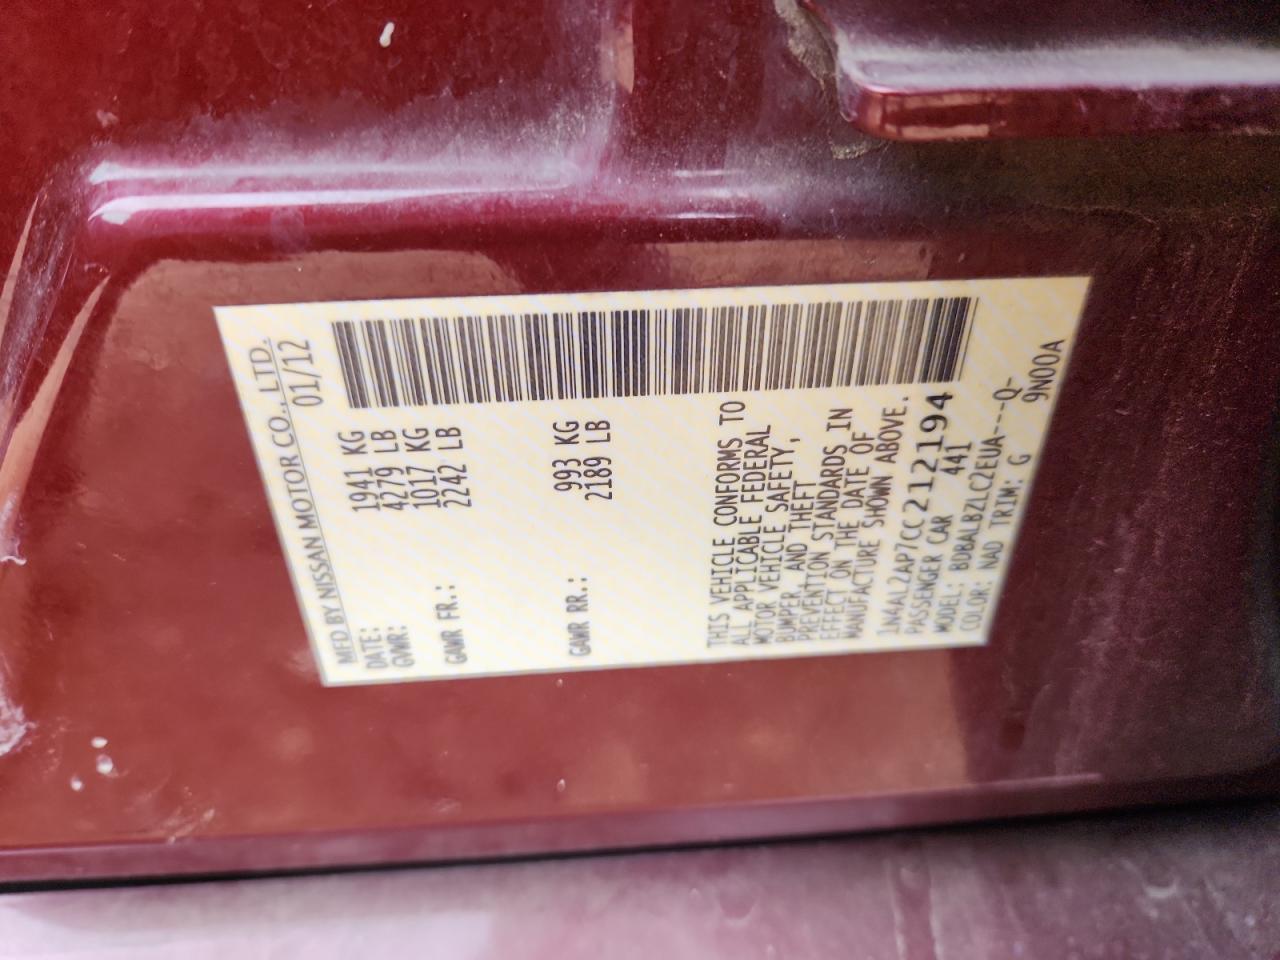 MFD BY NISSAN MOTOR CO., LTD.
DATE: 01/12
GVWR: 1941 KG
4279 LB
GAWR FR.: 1017 KG
2242 LB
GAWR RR.: 993 KG
2189 LB
THIS VEHICLE CONFORMS TO
ALL APPLICABLE FEDERAL
MOTOR VEHICLE SAFETY,
BUMPER, AND THEFT
PREVENTION STANDARDS IN
EFFECT ON THE DATE OF
MANUFACTURE SHOWN ABOVE.
1N4AL2AP7CC212194
PASSENGER CAR 441
MODEL: BDBALBZLC2EUA---Q-
COLOR: NAD TRIM: G 9N00A